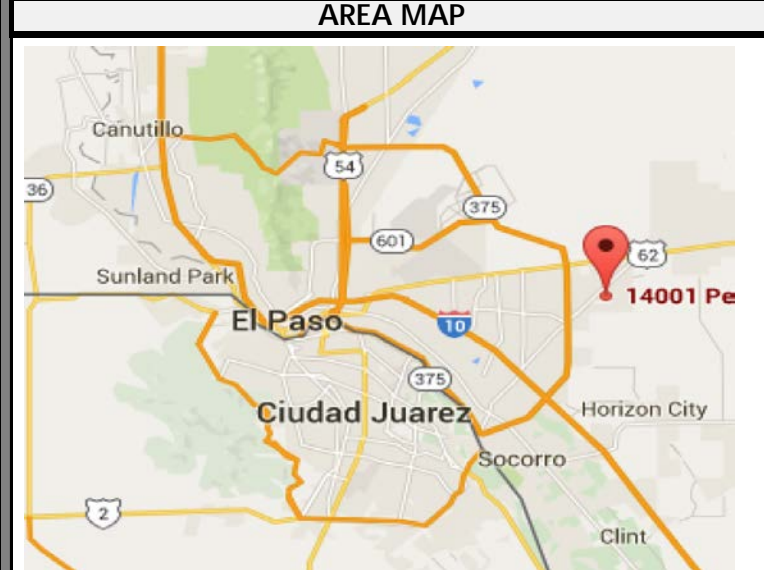 AREA MAP
Canutillo
54
36
375
601
62
Sunland Park
14001 Pe
El Paso
10
375
Ciudad Juarez
Horizon City
Socorro
2
Clint